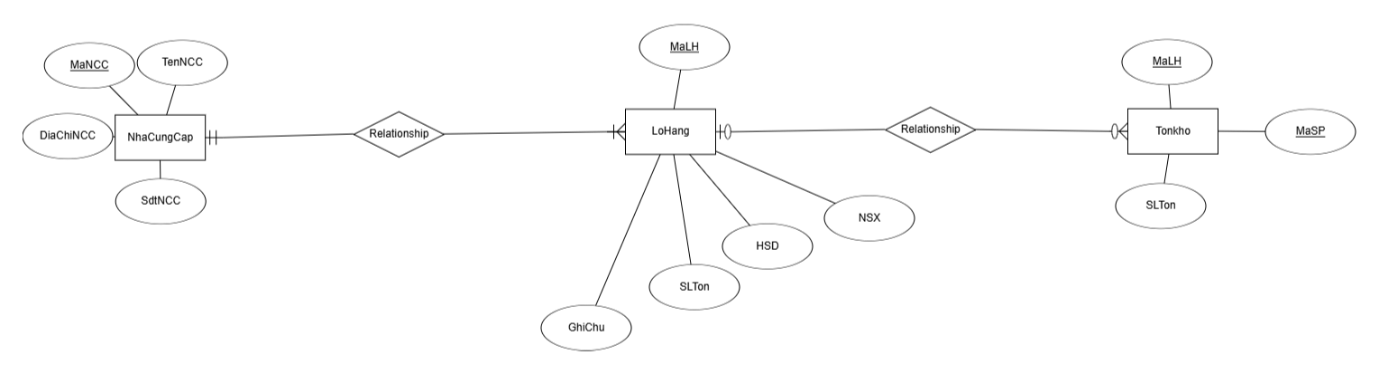 MaNCC
TenNCC
DiaChiNCC
NhaCungCap
SdtNCC
Relationship
MaLH
LoHang
GhiChu
SLTon
HSD
NSX
Relationship
MaLH
Tonkho
MaSP
SLTon